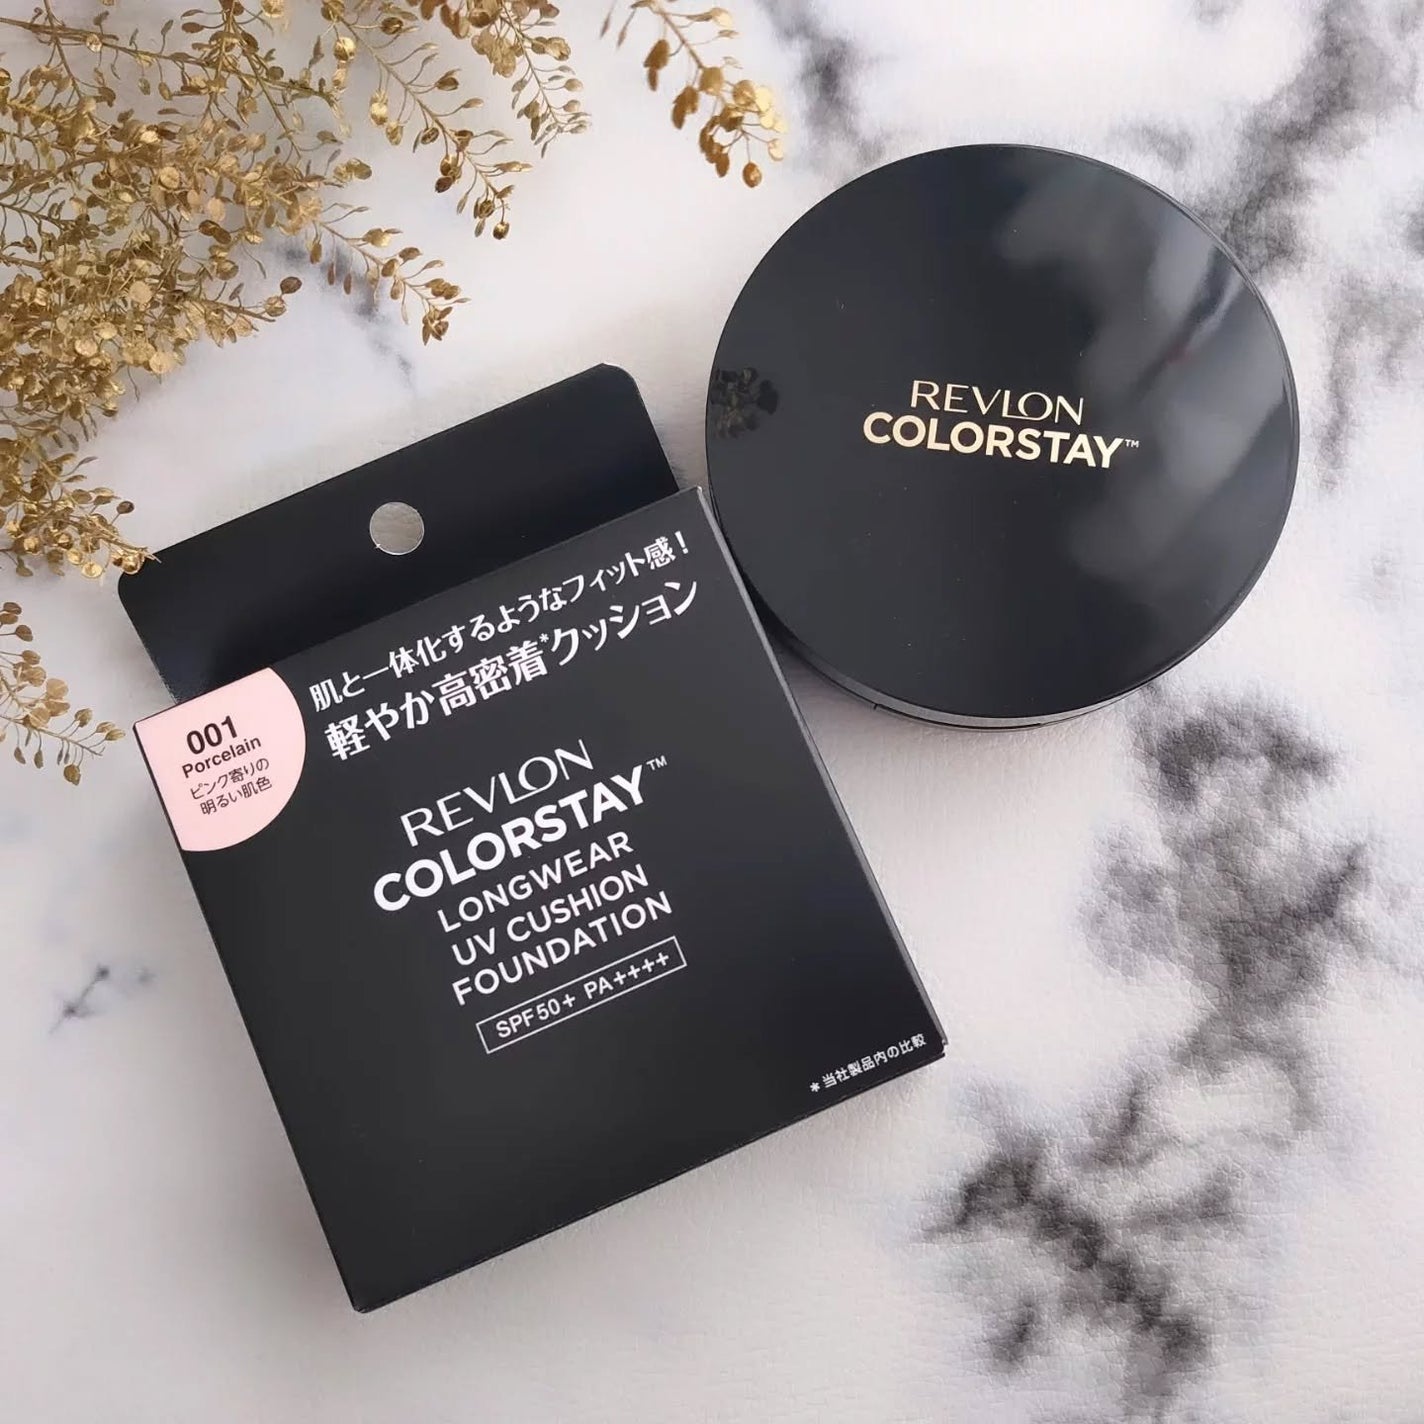 REVLON
COLORSTAY™
肌と一体化するようなフィット感！
軽やか高密着*クッション
001
Porcelain
ピンク寄りの
明るい肌色
REVLON
COLORSTAY™
LONGWEAR
UV CUSHION
FOUNDATION
SPF50+ PA++++
*当社製品内の比較